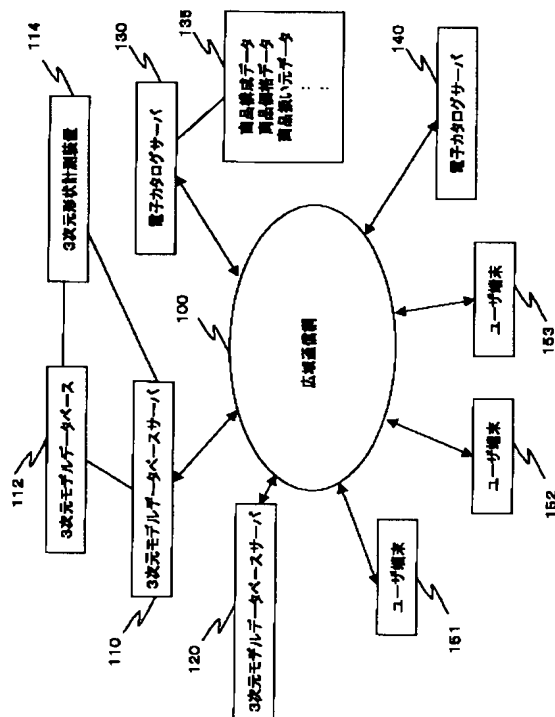 114
3次元形状計測装置
112
3次元モデルデータベース
3次元モデルデータベースサーバ
110
130
電子カタログサーバ
135
商品構成データ
商品価格データ
商品扱い元データ
:  :
100
広域通信網
120
3次元モデルデータベースサーバ
140
電子カタログサーバ
ユーザ端末
151
ユーザ端末
152
ユーザ端末
153